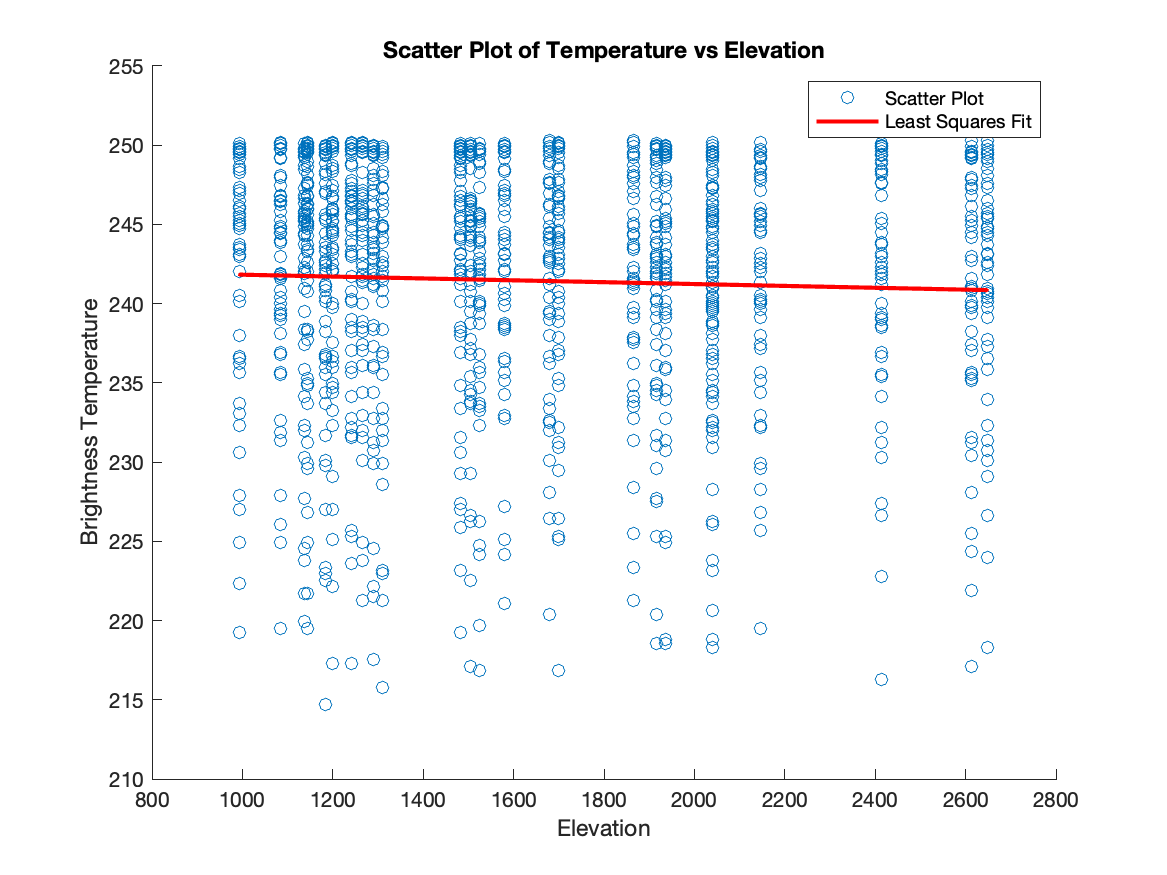 Scatter Plot of Temperature vs Elevation
255
250
245
240
235
230
225
220
215
210
Brightness Temperature
Scatter Plot
Least Squares Fit
800 1000 1200 1400 1600 1800 2000 2200 2400 2600 2800
Elevation